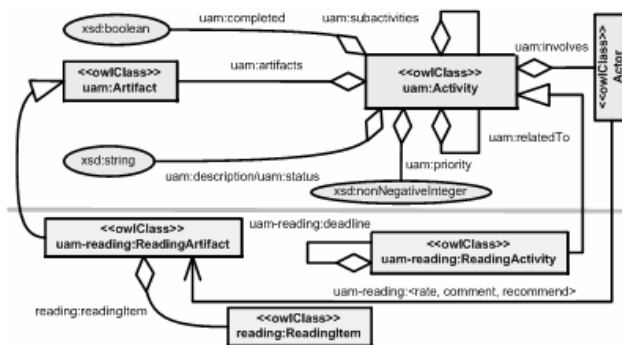 uam:completed
uam:subactivities
xsd:boolean
uam:involves
<<owlClass>>
uam:Artifact
uam:artifacts
<<owlClass>>
uam:Activity
<<owlClass>>
Actor
uam:relatedTo
xsd:string
uam:description/uam:status
uam:priority
xsd:nonNegativeInteger
<<owlClass>>
uam-reading:ReadingArtifact
uam-reading:deadline
<<owlClass>>
uam-reading:ReadingActivity
uam-reading:<rate, comment, recommend>
reading:readingItem
<<owlClass>>
reading:ReadingItem